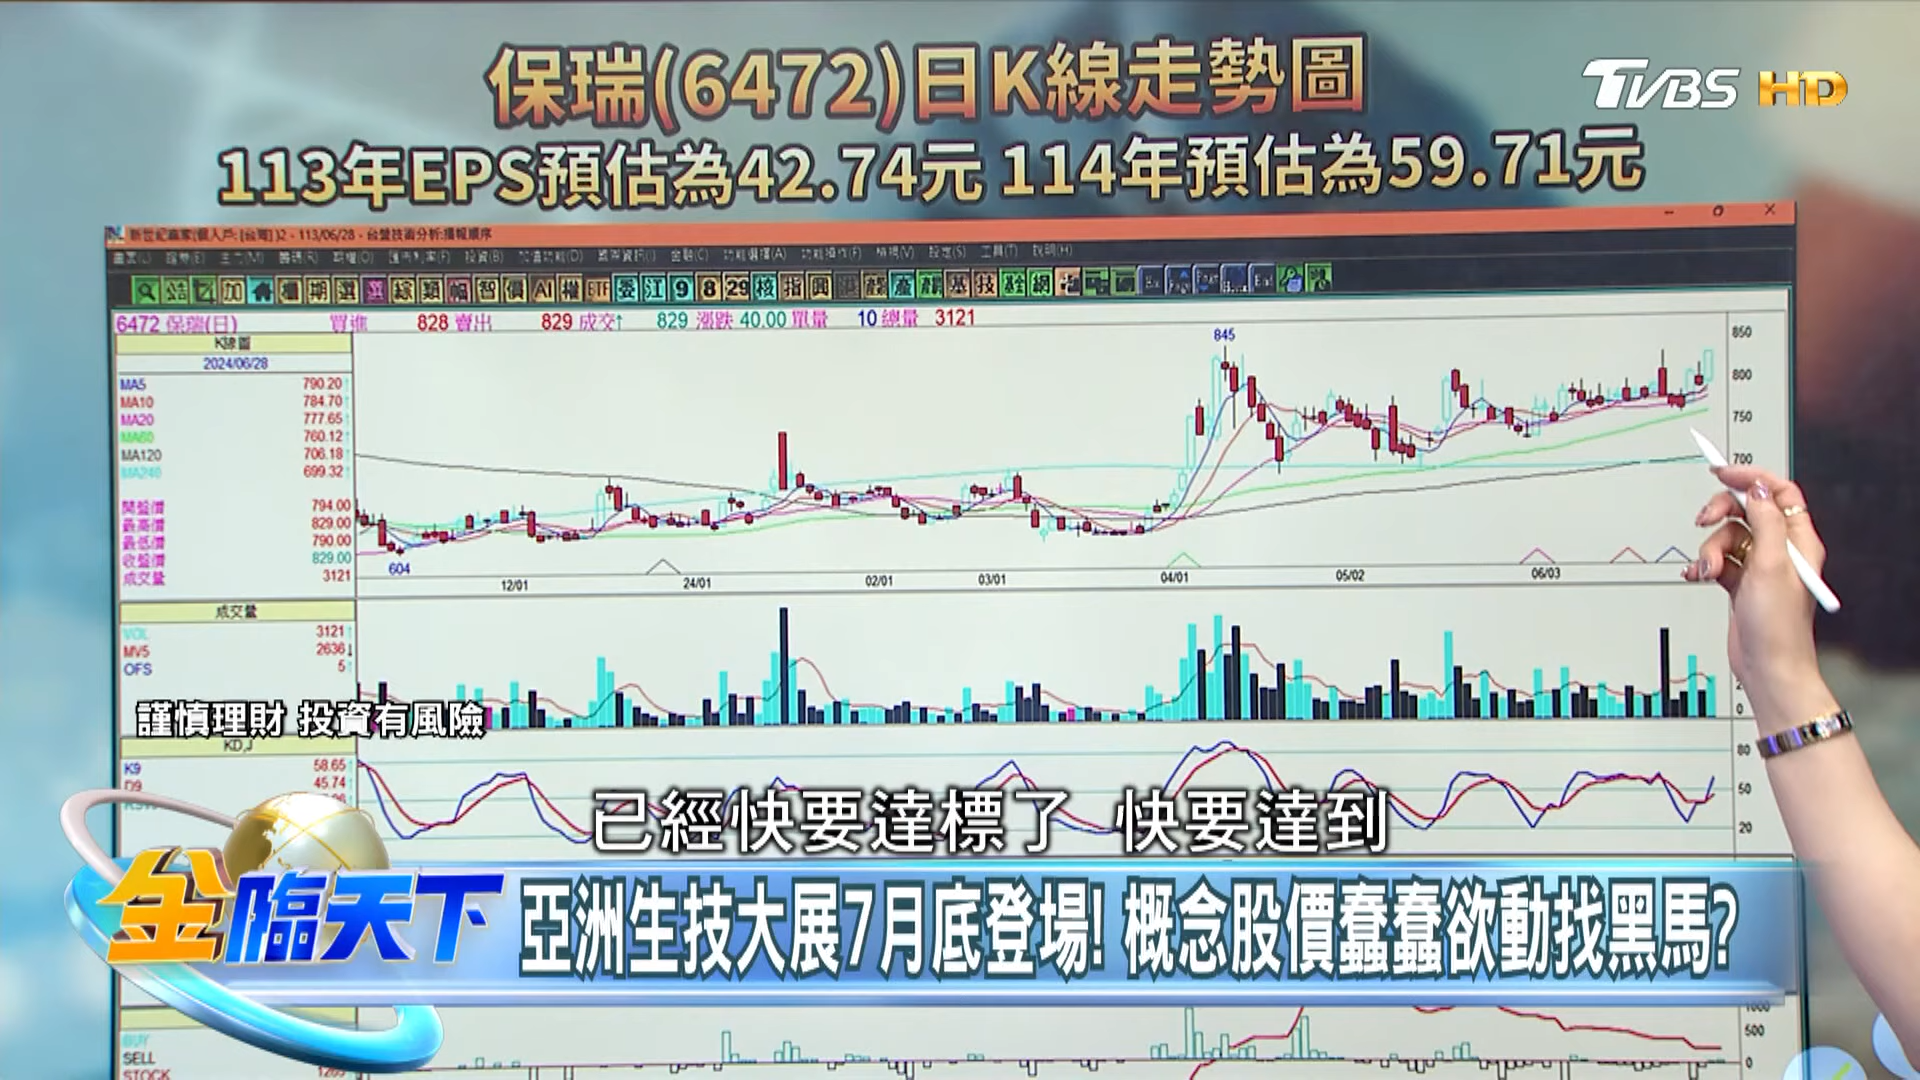 保瑞(6472)日K線走勢圖
TVBS HD
113年EPS預估為42.74元 114年預估為59.71元
6472 保瑞(日) 買進 828 賣出 829 成交↑ 829 漲跌 40.00 單量 10 總量 3121
K線圖
2024/06/28
MA5 790.20
MA10 784.70
MA20 777.65
MA60 760.12
MA120 706.18
MA240 699.32
開盤價 794.00
最高價 829.00
最低價 790.00
收盤價 829.00
成交量 3121
845
604
850
800
750
700
12/01 24/01 02/01 03/01 04/01 05/02 06/03
成交量
VOL 3121
MV5 2636↓
OFS 5
0
謹慎理財 投資有風險
KD,J
K9 58.65
D9 45.74
80
50
20
已經快要達標了 快要達到
金臨天下
亞洲生技大展7月底登場! 概念股價蠢蠢欲動找黑馬?
1000
500
0
BUY
SELL
STOCK